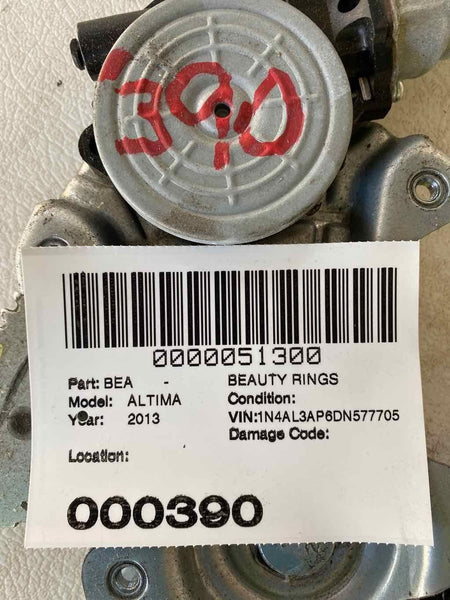 390
0000051300
Part: BEA - BEAUTY RINGS
Model: ALTIMA Condition:
Year: 2013 VIN:1N4AL3AP6DN577705
Damage Code:
Location:
000390